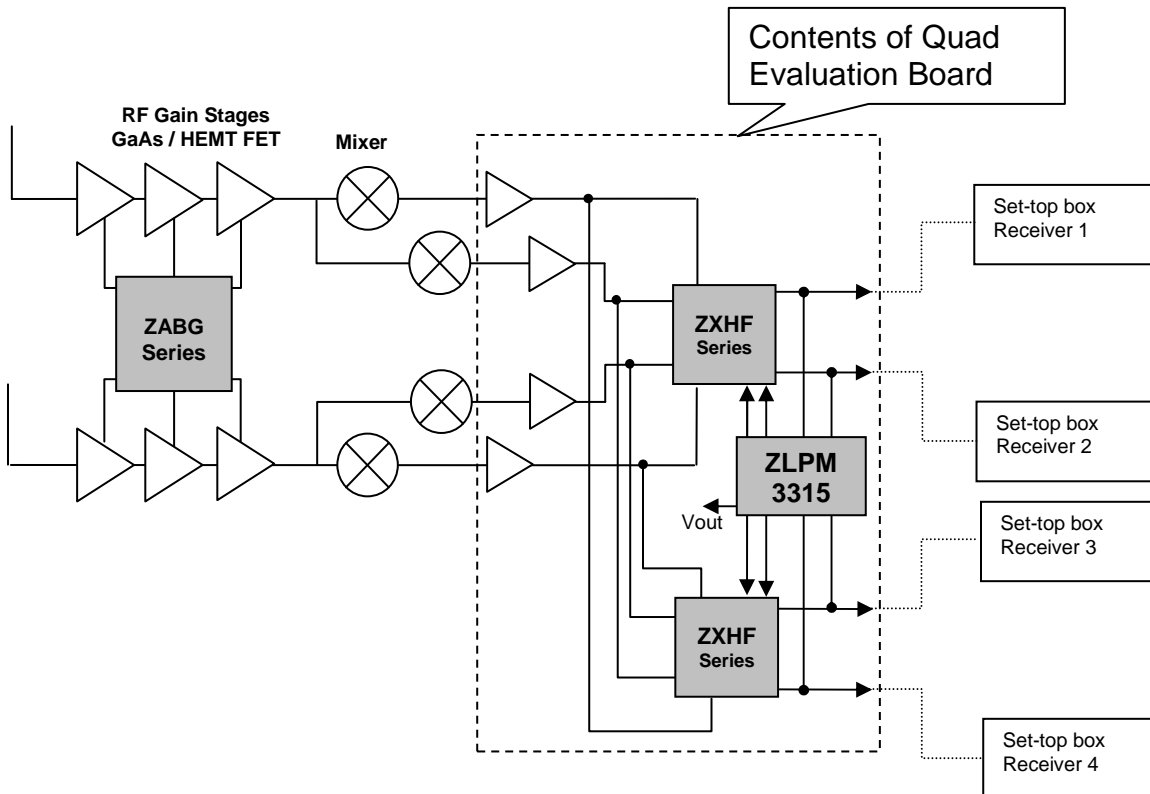 Contents of Quad
Evaluation Board
RF Gain Stages
GaAs / HEMT FET
Mixer
Set-top box
Receiver 1
ZABG
Series
ZXHF
Series
Set-top box
Receiver 2
ZLPM
3315
Vout
Set-top box
Receiver 3
ZXHF
Series
Set-top box
Receiver 4